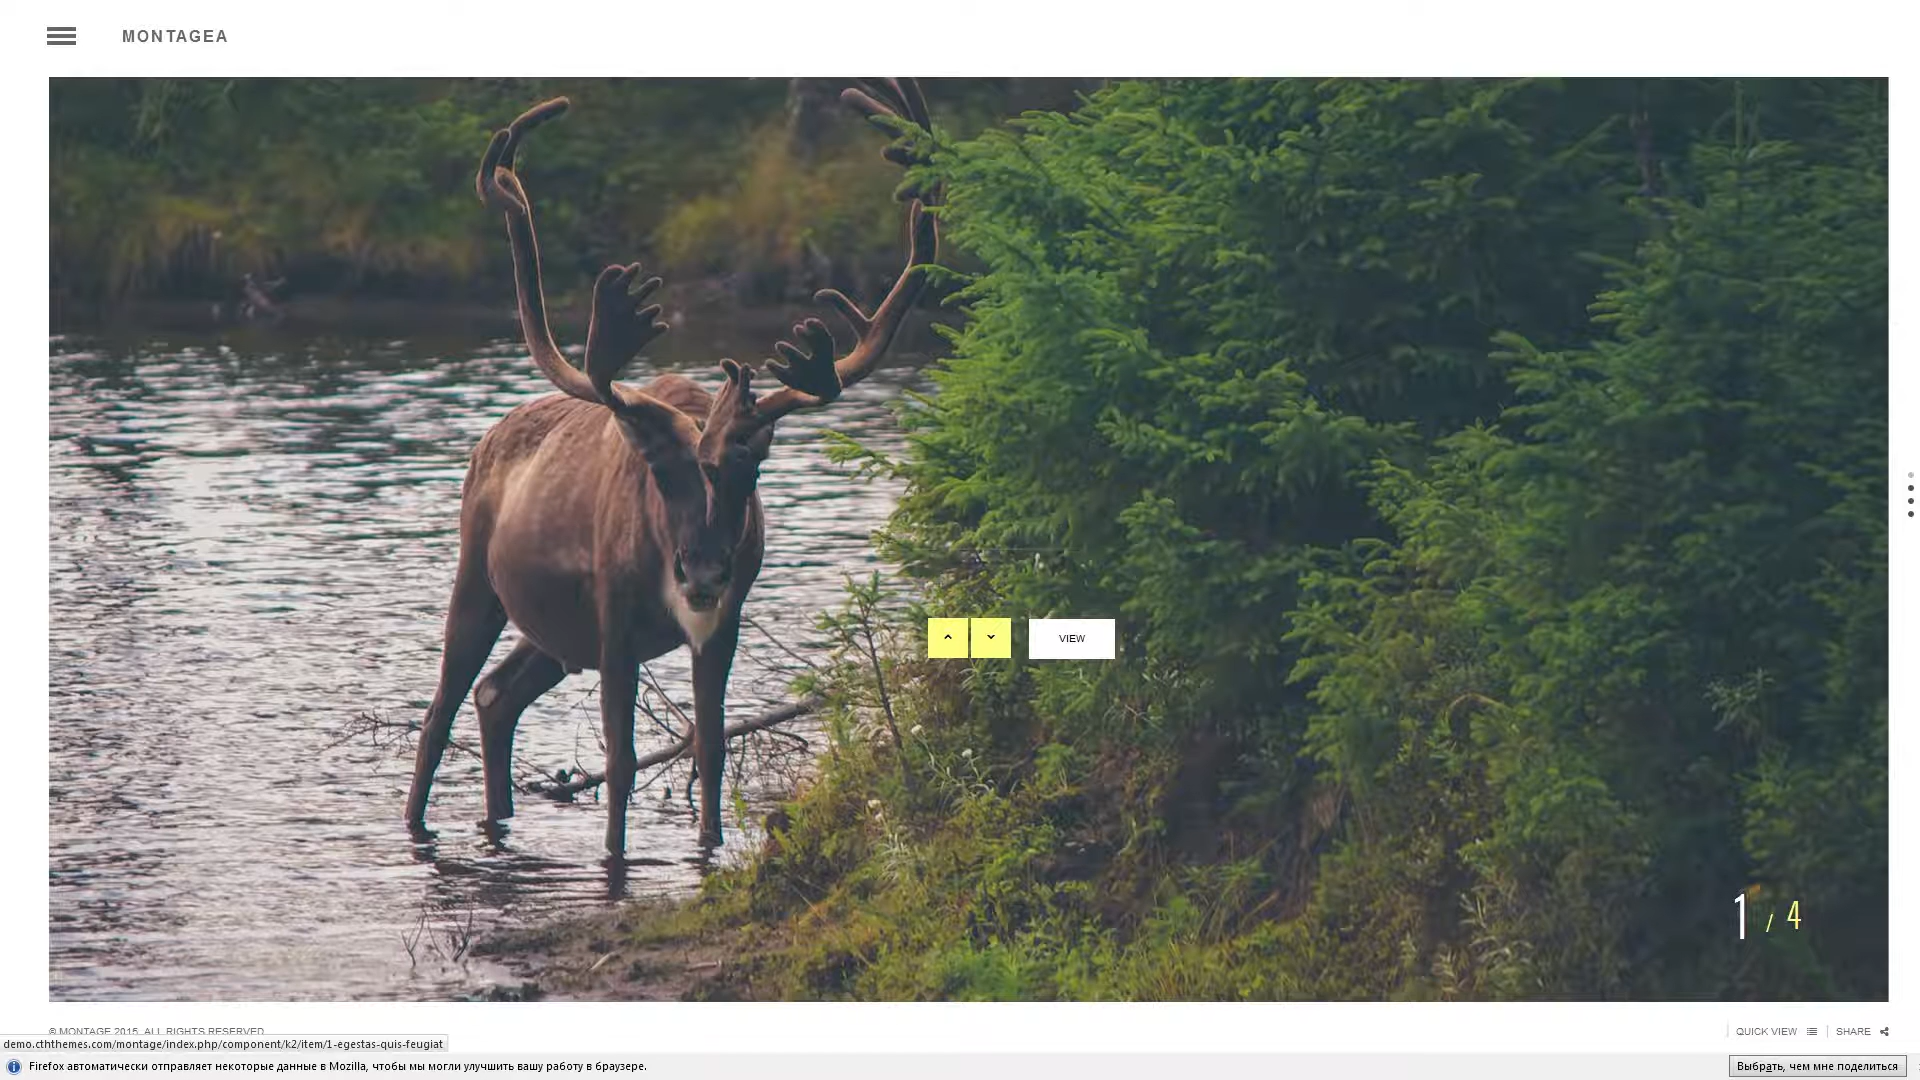 MONTAGEA
VIEW
1 / 4
© MONTAGE 2015. ALL RIGHTS RESERVED
QUICK VIEW
SHARE
demo.cththemes.com/montage/index.php/component/k2/item/1-egestas-quis-feugiat
Firefox автоматически отправляет некоторые данные в Mozilla, чтобы мы могли улучшить вашу работу в браузере.
Выбрать, чем мне поделиться